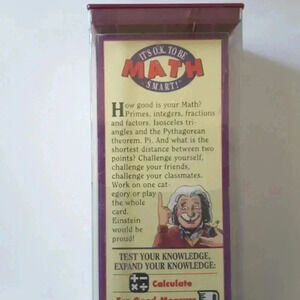 IT'S O.K. TO BE
MATH
SMART!
How good is your Math?
Primes, integers, fractions
and factors. Isosceles tri-
angles and the Pythagorean
theorem. Pi. And what is the
shortest distance between two
points? Challenge yourself,
challenge your friends,
challenge your classmates.
Work on one cat-
egory or play
the whole
card.
Einstein
would be
proud!
TEST YOUR KNOWLEDGE,
EXPAND YOUR KNOWLEDGE:
Calculate
For Good Measure